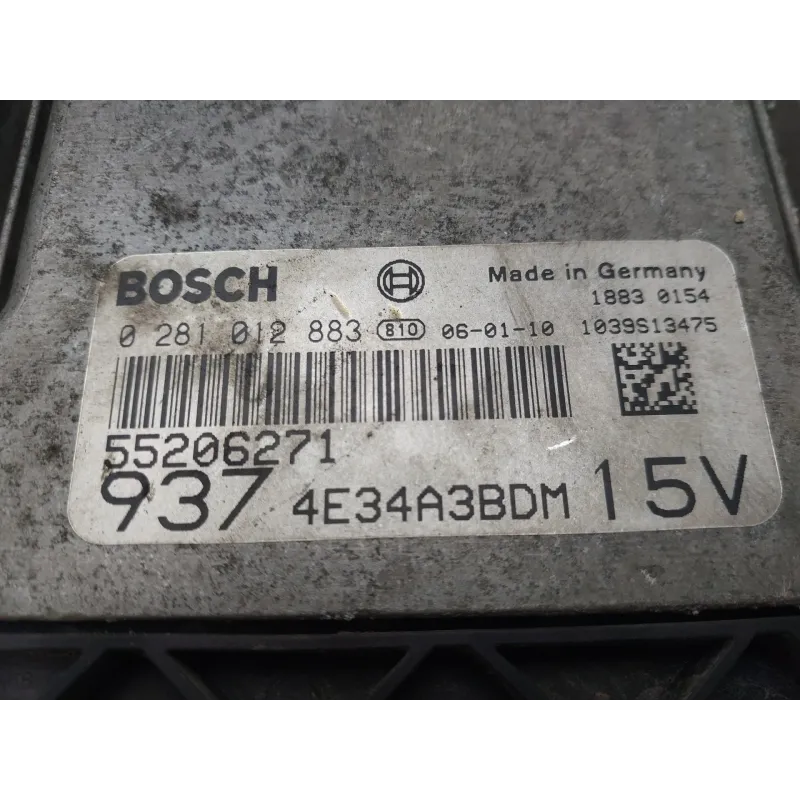 BOSCH Made in Germany
1883 0154
0 281 012 883 810 06-01-10 1039S13475
55206271
937 4E34A3BDM 15V